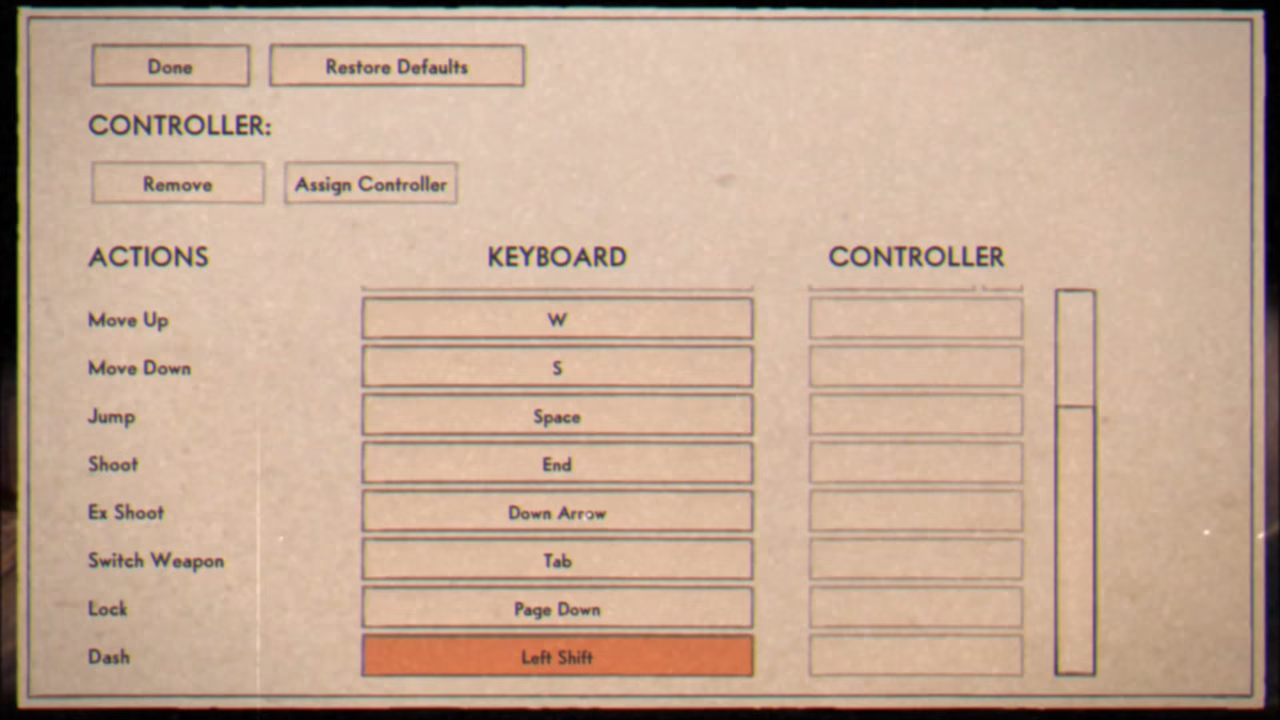 Done Restore Defaults
CONTROLLER:
Remove Assign Controller
ACTIONS KEYBOARD CONTROLLER
Move Up W
Move Down S
Jump Space
Shoot End
Ex Shoot Down Arrow
Switch Weapon Tab
Lock Page Down
Dash Left Shift